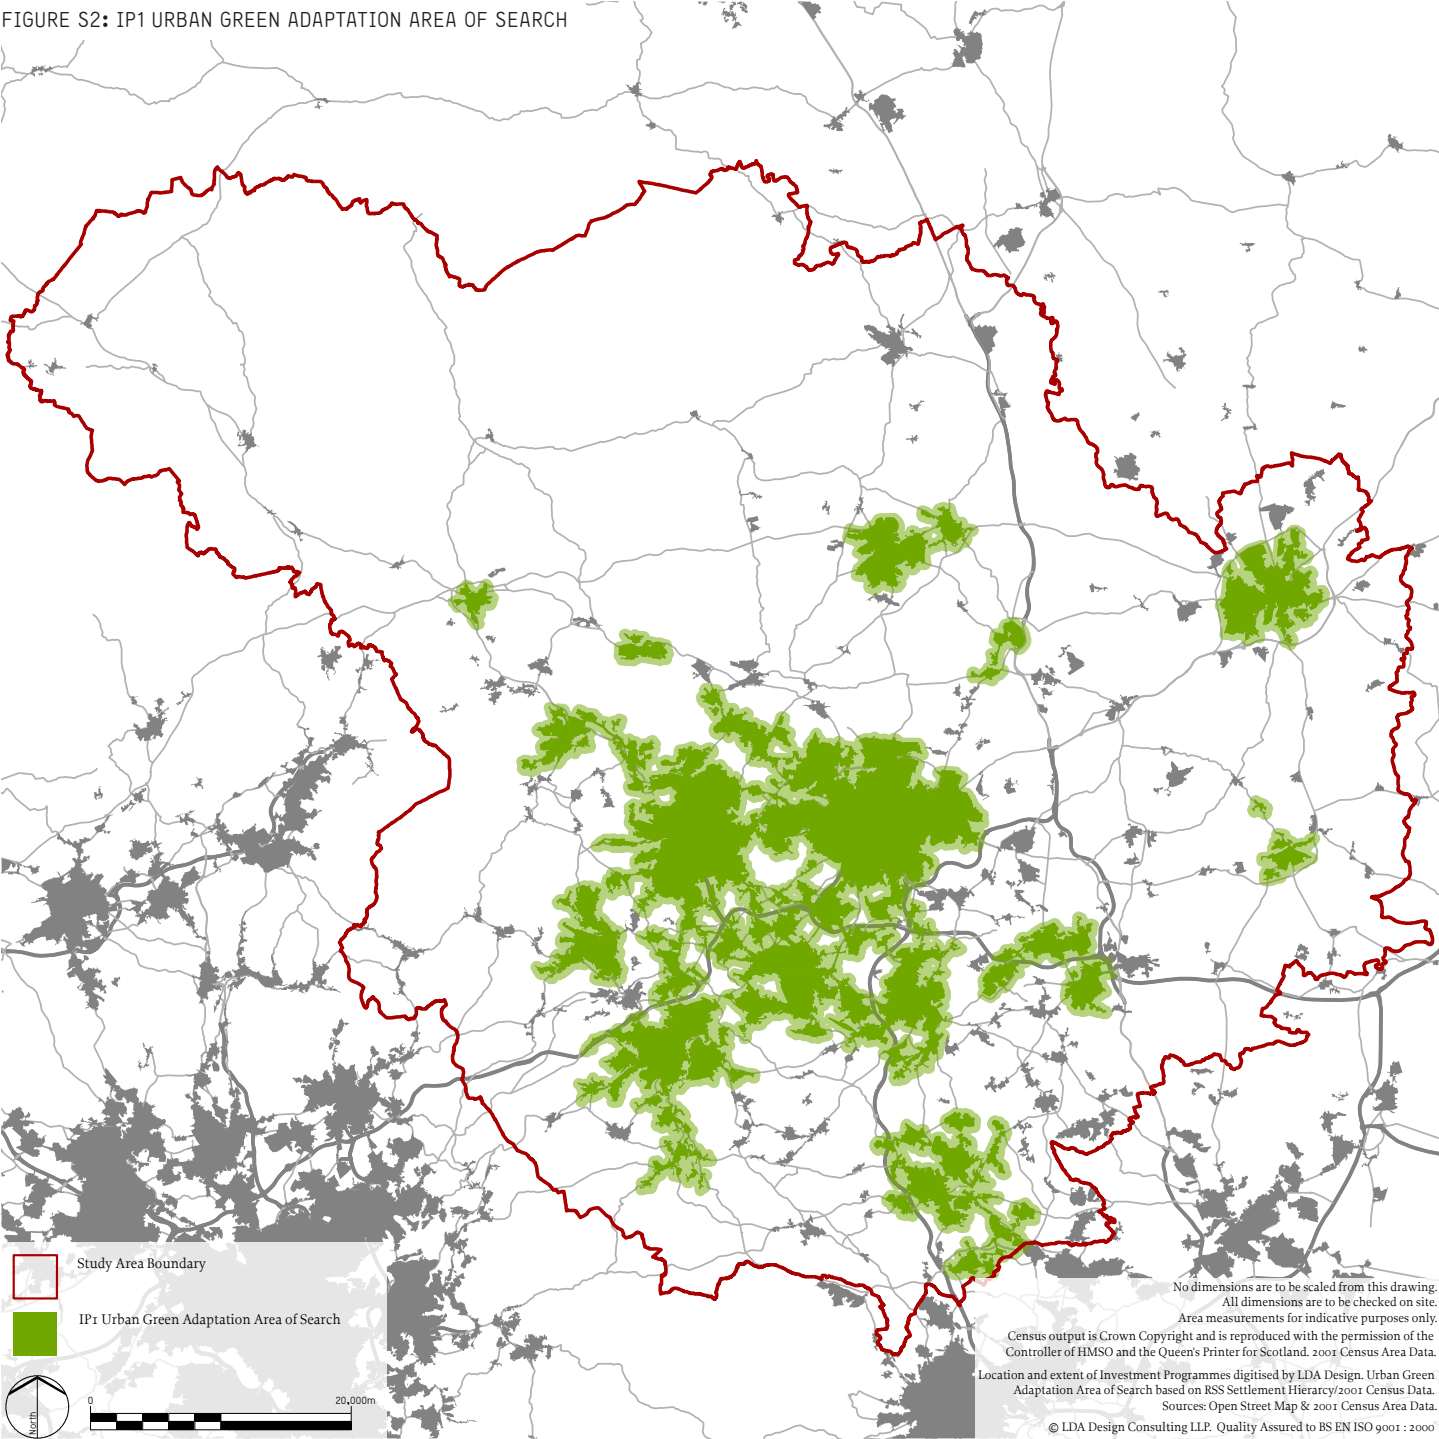 FIGURE S2: IP1 URBAN GREEN ADAPTATION AREA OF SEARCH
Study Area Boundary
IP1 Urban Green Adaptation Area of Search
North
0
20,000m
No dimensions are to be scaled from this drawing.
All dimensions are to be checked on site.
Area measurements for indicative purposes only.
Census output is Crown Copyright and is reproduced with the permission of the
Controller of HMSO and the Queen's Printer for Scotland. 2001 Census Area Data.
Location and extent of Investment Programmes digitised by LDA Design. Urban Green
Adaptation Area of Search based on RSS Settlement Hierarcy/2001 Census Data.
Sources: Open Street Map & 2001 Census Area Data.
© LDA Design Consulting LLP. Quality Assured to BS EN ISO 9001 : 2000